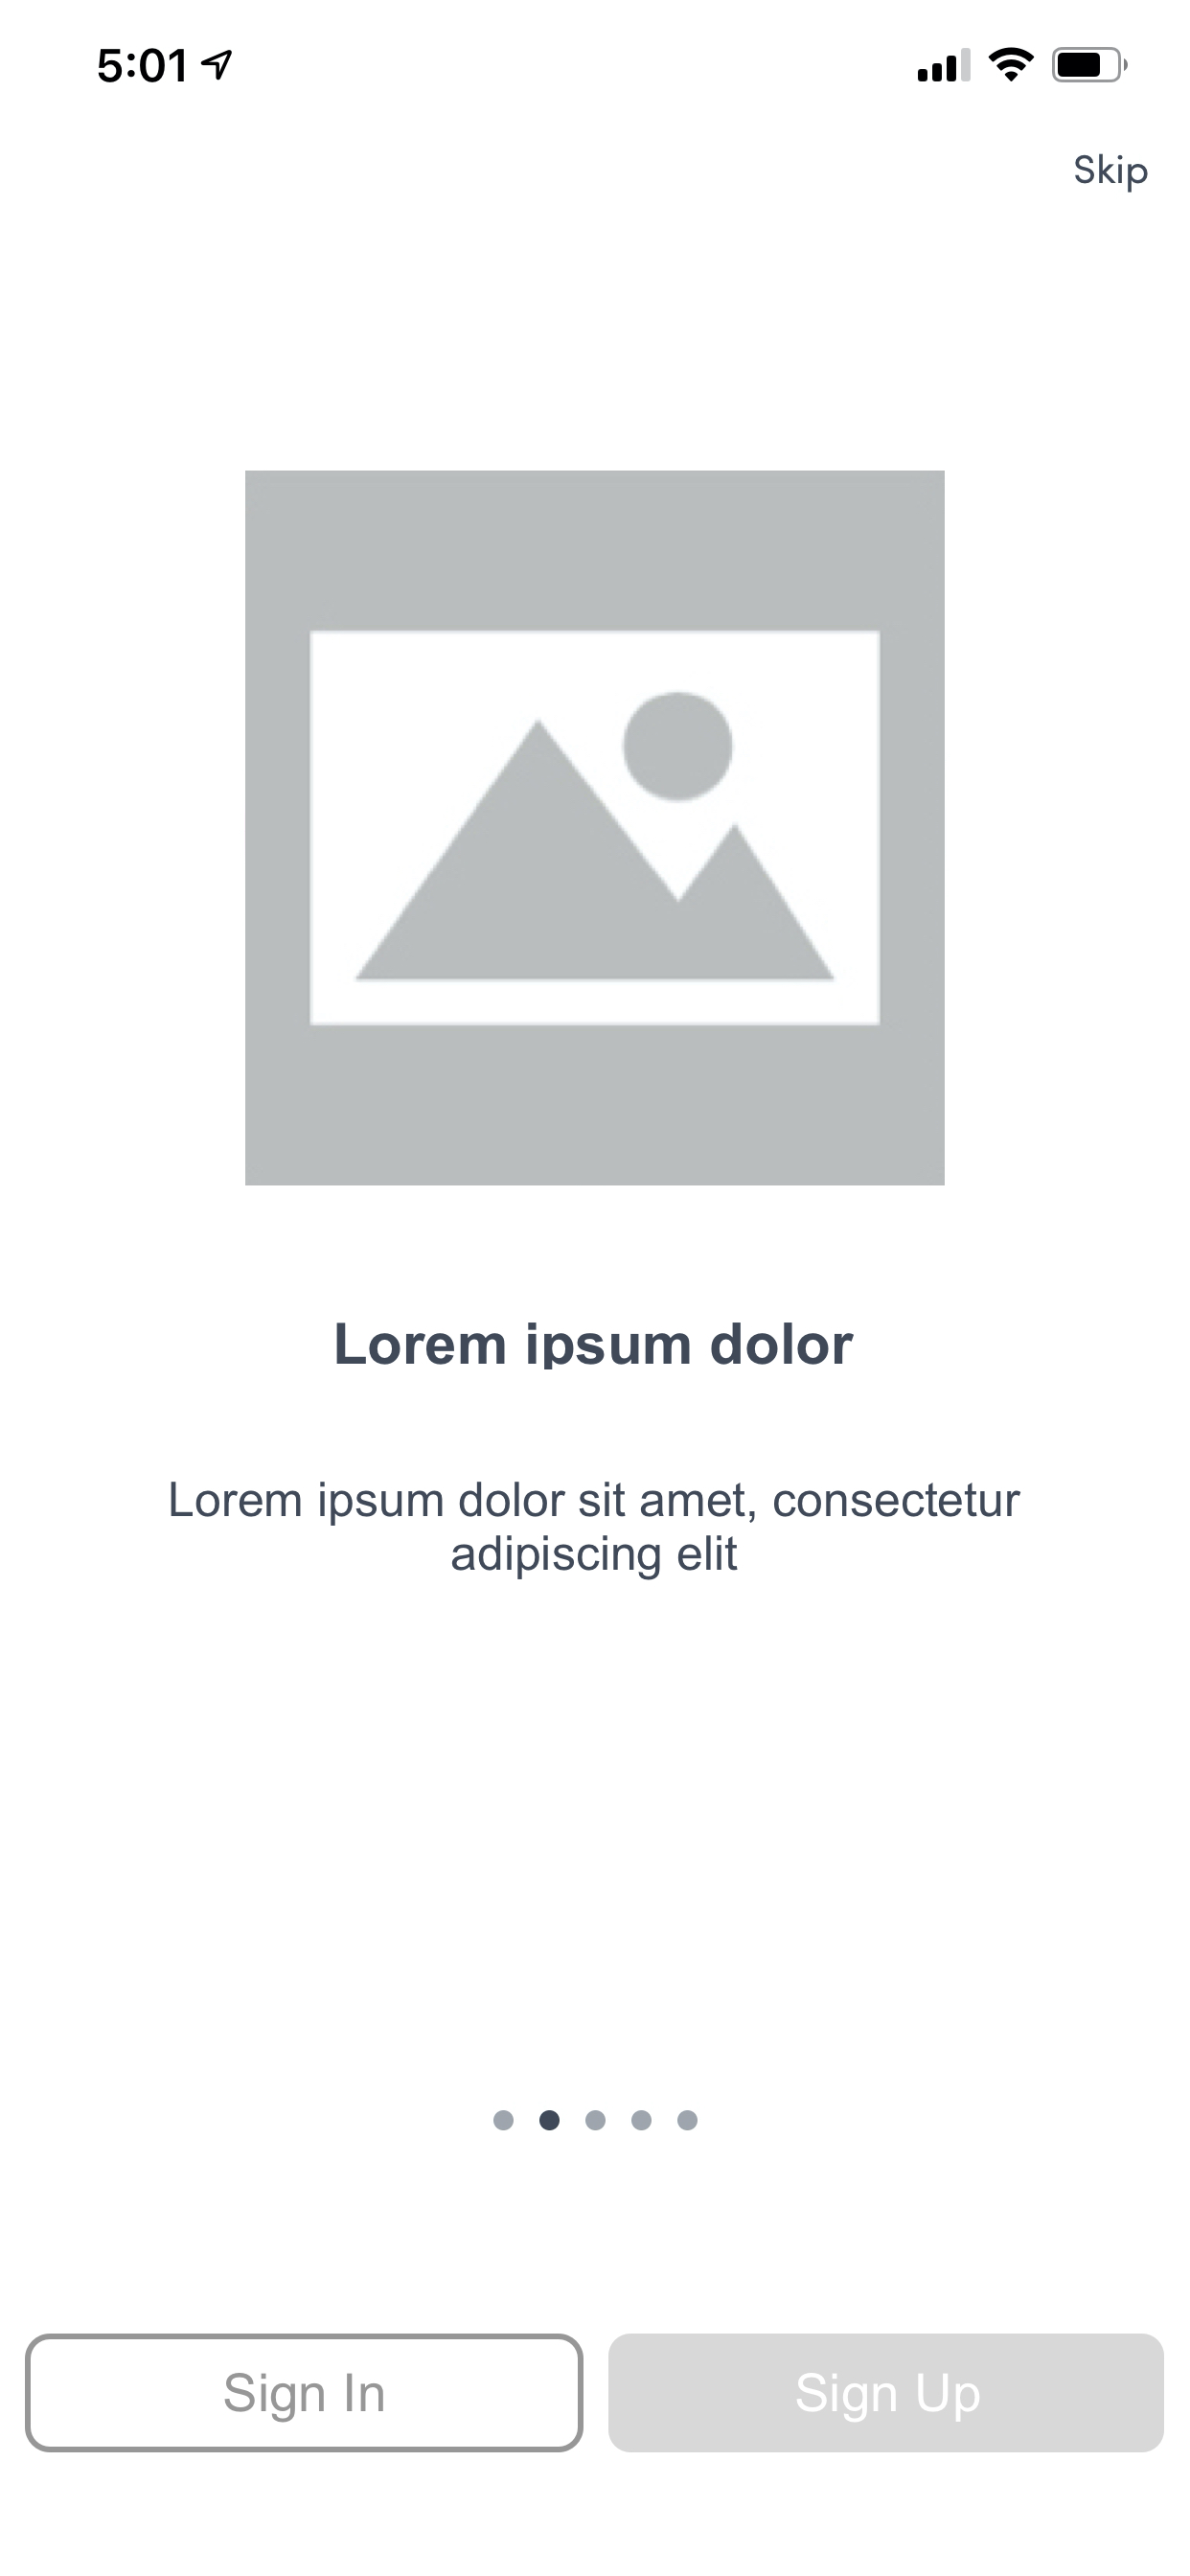 5:01
Skip
Lorem ipsum dolor
Lorem ipsum dolor sit amet, consectetur
adipiscing elit
Sign In
Sign Up